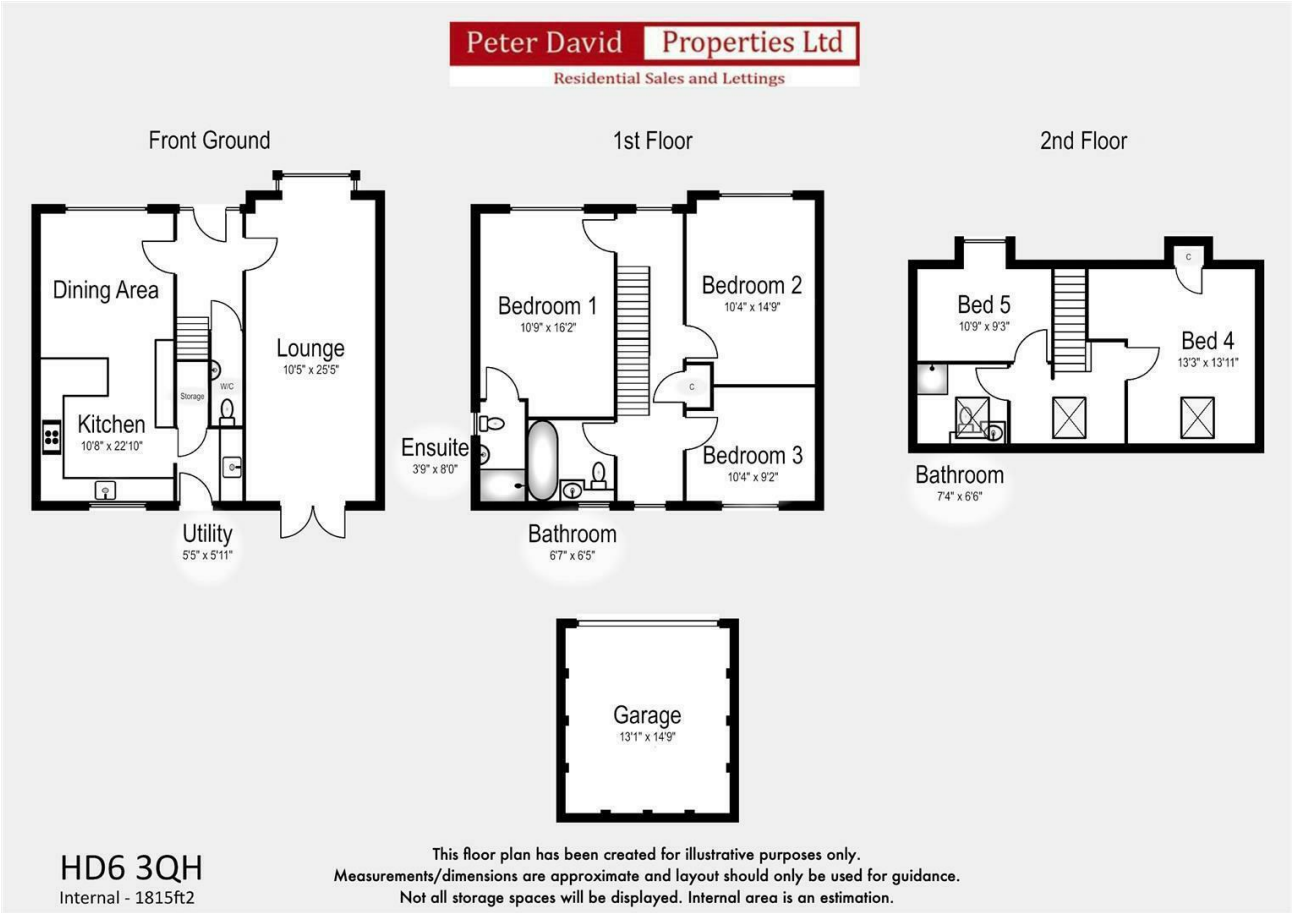 Peter David Properties Ltd
Residential Sales and Lettings
Front Ground
1st Floor
2nd Floor
Dining Area
Lounge
10'5" x 25'5"
W/C
Storage
Kitchen
10'8" x 22'10"
Utility
5'5" x 5'11"
Bedroom 1
10'9" x 16'2"
Bedroom 2
10'4" x 14'9"
C
Ensuite
3'9" x 8'0"
Bedroom 3
10'4" x 9'2"
Bathroom
6'7" x 6'5"
C
Bed 5
10'9" x 9'3"
Bed 4
13'3" x 13'11"
Bathroom
7'4" x 6'6"
Garage
13'1" x 14'9"
HD6 3QH
Internal - 1815ft2
This floor plan has been created for illustrative purposes only.
Measurements/dimensions are approximate and layout should only be used for guidance.
Not all storage spaces will be displayed. Internal area is an estimation.